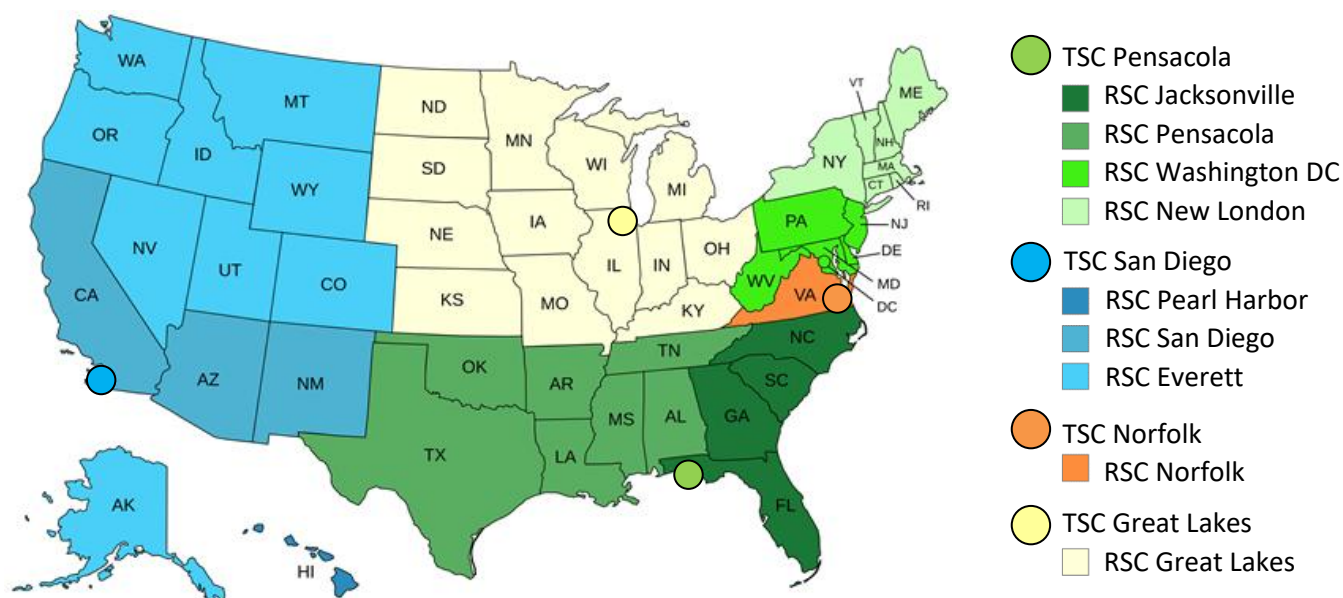 WA
MT
ND
MN
OR
ID
WY
SD
WI
MI
VT
ME
NH
NY
MA
CT
RI
NV
UT
CO
NE
IA
IL
IN
OH
PA
NJ
DE
MD
DC
WV
VA
CA
KS
MO
KY
AZ
NM
OK
AR
TN
NC
SC
TX
LA
MS
AL
GA
FL
AK
HI
TSC Pensacola
RSC Jacksonville
RSC Pensacola
RSC Washington DC
RSC New London
TSC San Diego
RSC Pearl Harbor
RSC San Diego
RSC Everett
TSC Norfolk
RSC Norfolk
TSC Great Lakes
RSC Great Lakes